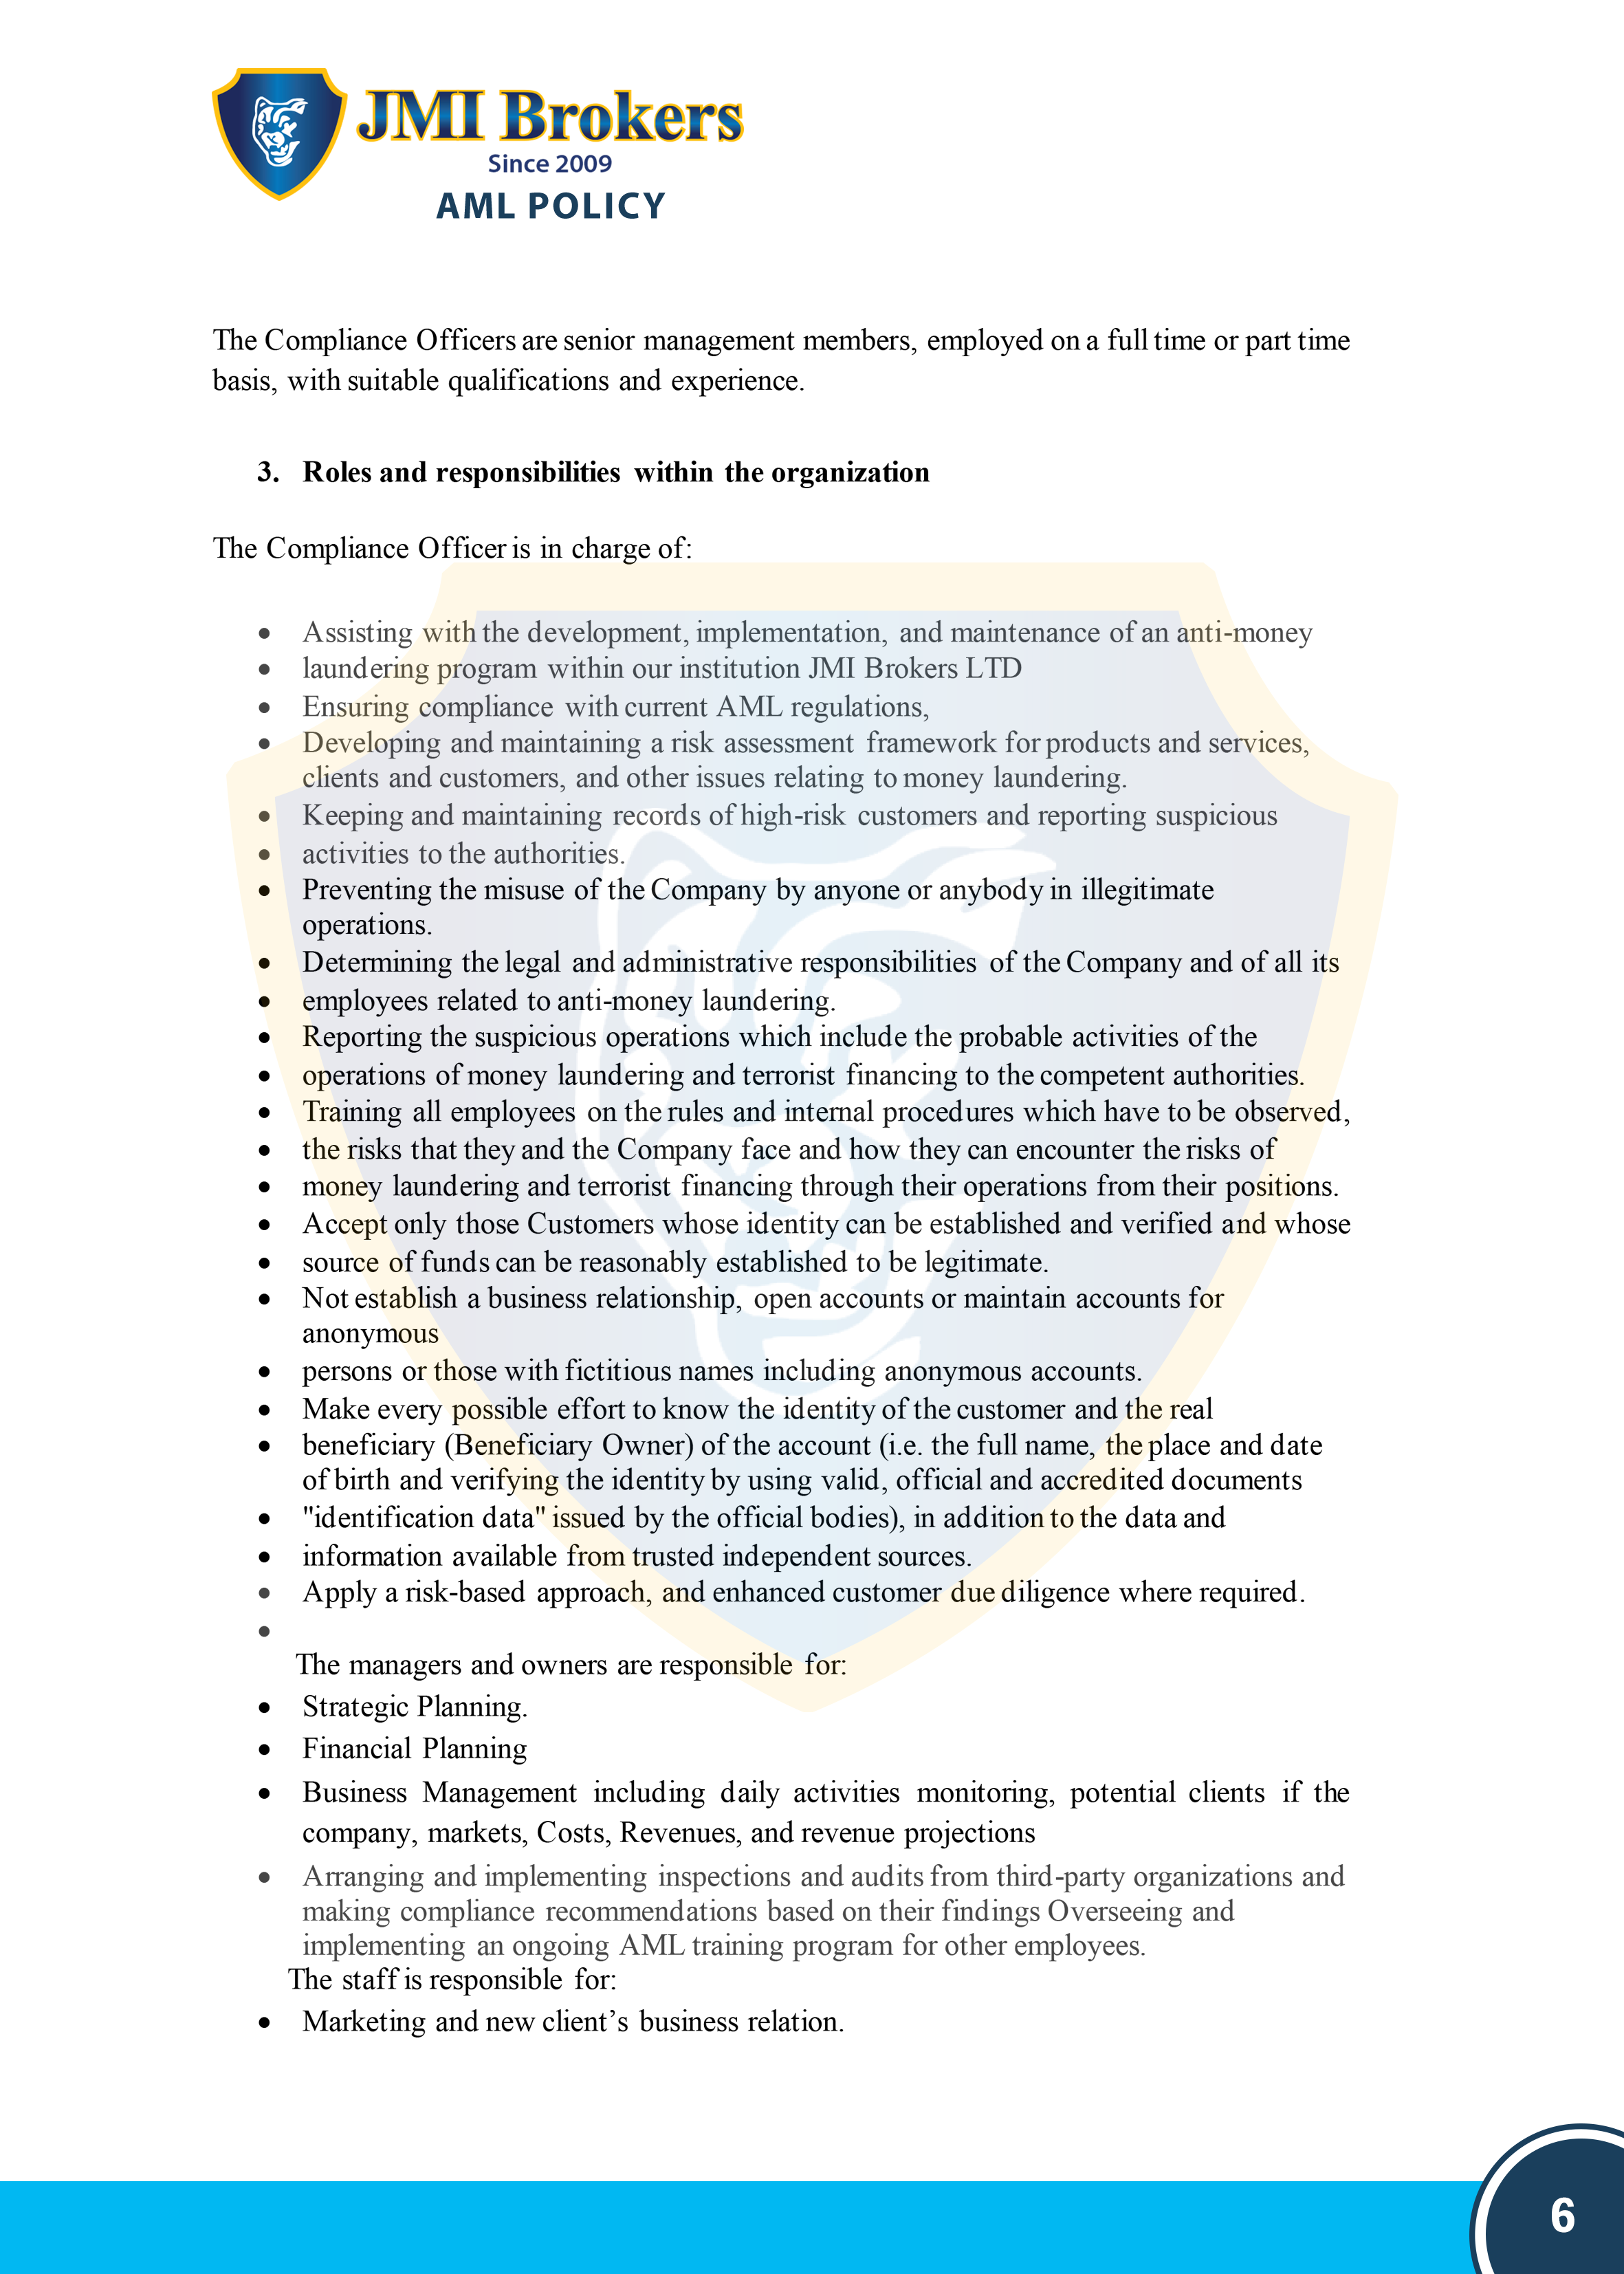 JMI Brokers
Since 2009
AML POLICY
The Compliance Officers are senior management members, employed on a full time or part time
basis, with suitable qualifications and experience.
3. Roles and responsibilities within the organization
The Compliance Officer is in charge of:
• Assisting with the development, implementation, and maintenance of an anti-money
• laundering program within our institution JMI Brokers LTD
• Ensuring compliance with current AML regulations,
• Developing and maintaining a risk assessment framework for products and services,
clients and customers, and other issues relating to money laundering.
• Keeping and maintaining records of high-risk customers and reporting suspicious
• activities to the authorities.
• Preventing the misuse of the Company by anyone or anybody in illegitimate
operations.
• Determining the legal and administrative responsibilities of the Company and of all its
• employees related to anti-money laundering.
• Reporting the suspicious operations which include the probable activities of the
• operations of money laundering and terrorist financing to the competent authorities.
• Training all employees on the rules and internal procedures which have to be observed,
• the risks that they and the Company face and how they can encounter the risks of
• money laundering and terrorist financing through their operations from their positions.
• Accept only those Customers whose identity can be established and verified and whose
• source of funds can be reasonably established to be legitimate.
• Not establish a business relationship, open accounts or maintain accounts for
anonymous
• persons or those with fictitious names including anonymous accounts.
• Make every possible effort to know the identity of the customer and the real
• beneficiary (Beneficiary Owner) of the account (i.e. the full name, the place and date
of birth and verifying the identity by using valid, official and accredited documents
• "identification data" issued by the official bodies), in addition to the data and
• information available from trusted independent sources.
• Apply a risk-based approach, and enhanced customer due diligence where required.
•
The managers and owners are responsible for:
• Strategic Planning.
• Financial Planning
• Business Management including daily activities monitoring, potential clients if the
company, markets, Costs, Revenues, and revenue projections
• Arranging and implementing inspections and audits from third-party organizations and
making compliance recommendations based on their findings Overseeing and
implementing an ongoing AML training program for other employees.
The staff is responsible for:
• Marketing and new client’s business relation.
6